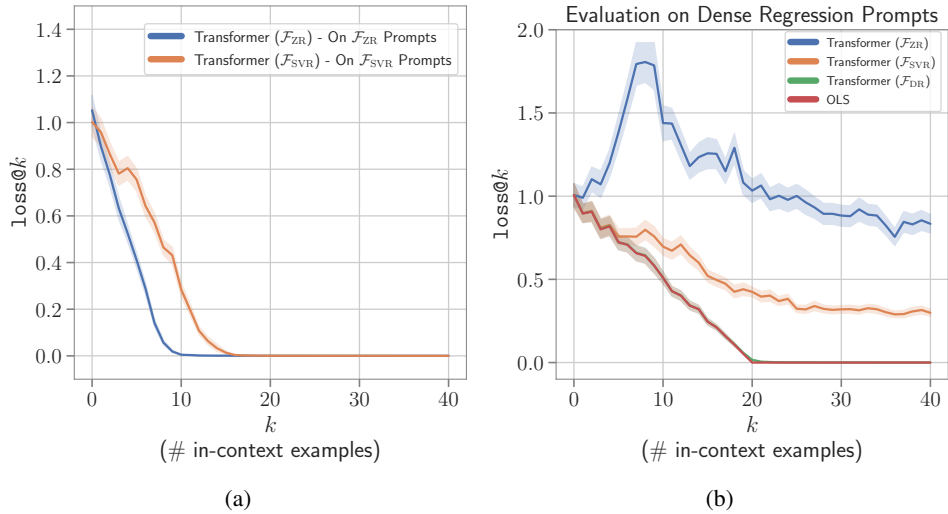 1.4
1.2
1.0
0.8
0.6
0.4
0.2
0.0
loss@k
Transformer (F_ZR) - On F_ZR Prompts
Transformer (F_SVR) - On F_SVR Prompts
0 10 20 30 40
k
(# in-context examples)
(a)
Evaluation on Dense Regression Prompts
2.0
1.5
1.0
0.5
0.0
loss@k
Transformer (F_ZR)
Transformer (F_SVR)
Transformer (F_DR)
OLS
0 10 20 30 40
k
(# in-context examples)
(b)